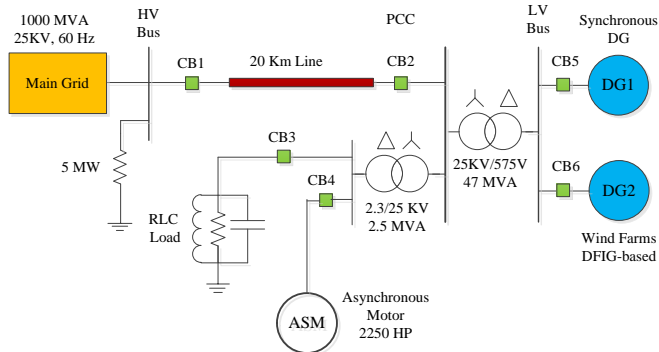 1000 MVA
25KV, 60 Hz
Main Grid
HV
Bus
CB1
20 Km Line
CB2
PCC
LV
Bus
Synchronous
DG
CB5
DG1
5 MW
CB3
CB4
2.3/25 KV
2.5 MVA
25KV/575V
47 MVA
CB6
DG2
Wind Farms
DFIG-based
RLC
Load
ASM
Asynchronous
Motor
2250 HP